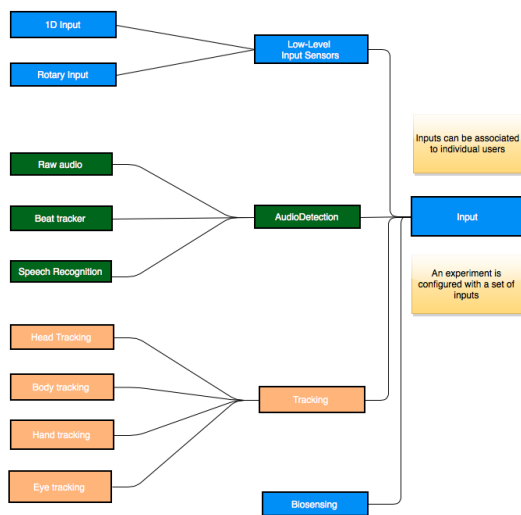 1D Input
Low-Level
Input Sensors
Rotary Input
Inputs can be associated
to individual users
Raw audio
Beat tracker
AudioDetection
Input
Speech Recognition
An experiment is
configured with a set of
inputs
Head Tracking
Body tracking
Tracking
Hand tracking
Eye tracking
Biosensing